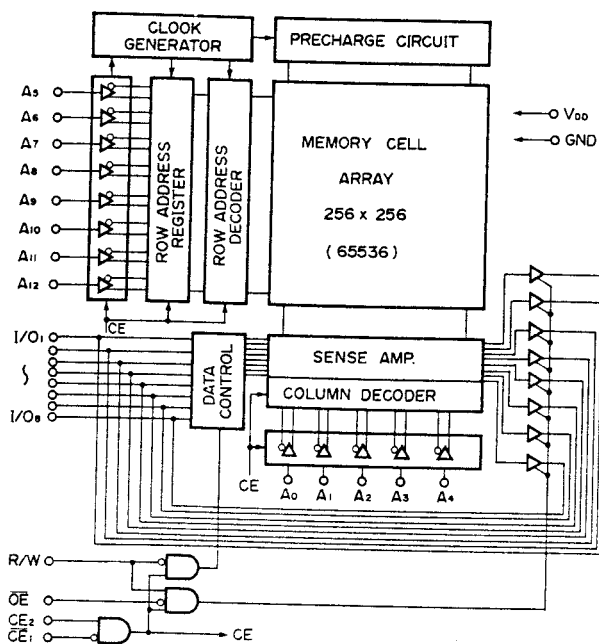 CLOOK
GENERATOR
PRECHARGE CIRCUIT
A5
A6
A7
A8
A9
A10
A11
A12
ROW ADDRESS
REGISTER
ROW ADDRESS
DECODER
MEMORY CELL
ARRAY
256 x 256
(65536)
VDD
GND
CE
I/O1
I/O8
DATA
CONTROL
SENSE AMP.
COLUMN DECODER
CE
A0
A1
A2
A3
A4
R/W
OE
CE2
CE1
CE